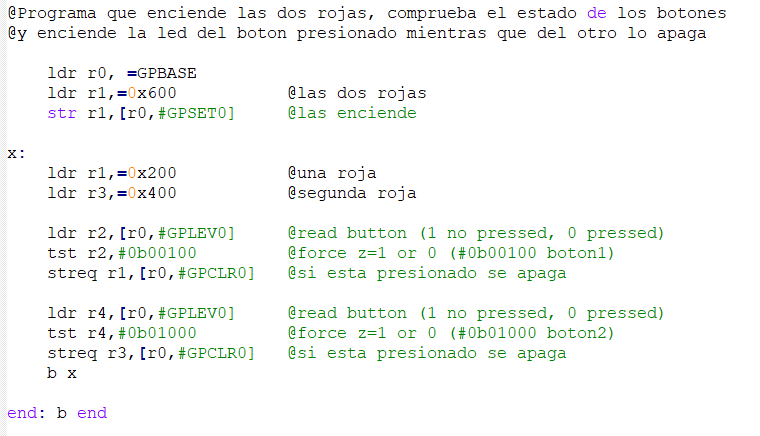 @Programa que enciende las dos rojas, comprueba el estado de los botones
@y enciende la led del boton presionado mientras que del otro lo apaga
ldr r0, =GPBASE
ldr r1,=0x600 @las dos rojas
str r1,[r0,#GPSET0] @las enciende
x:
ldr r1,=0x200 @una roja
ldr r3,=0x400 @segunda roja
ldr r2,[r0,#GPLEV0] @read button (1 no pressed, 0 pressed)
tst r2,#0b00100 @force z=1 or 0 (#0b00100 boton1)
streq r1,[r0,#GPCLR0] @si esta presionado se apaga
ldr r4,[r0,#GPLEV0] @read button (1 no pressed, 0 pressed)
tst r4,#0b01000 @force z=1 or 0 (#0b01000 boton2)
streq r3,[r0,#GPCLR0] @si esta presionado se apaga
b x
end: b end